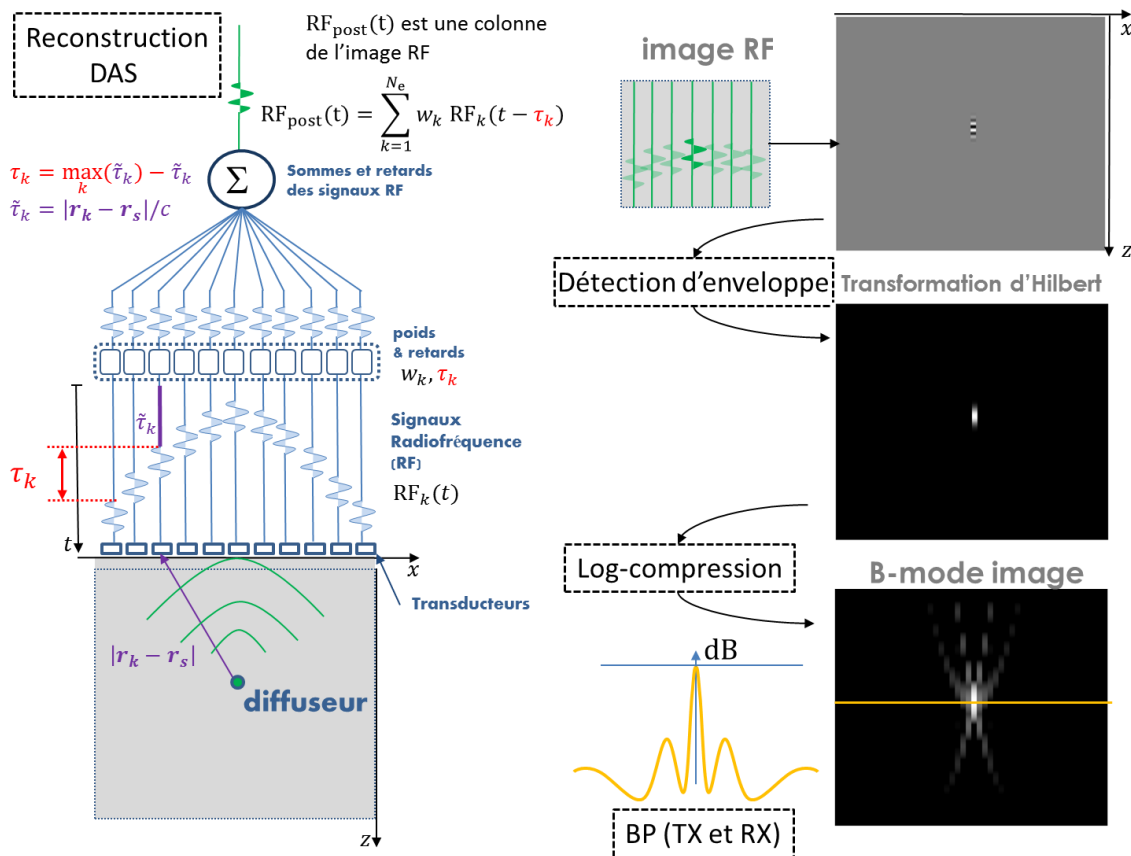 Reconstruction
DAS
RF_post(t) est une colonne
de l’image RF
RF_post(t) = ∑_{k=1}^{N_e} w_k RF_k(t − τ_k)
τ_k = max_k(τ̃_k) − τ̃_k
τ̃_k = |r_k − r_s|/c
Σ
Sommes et retards
des signaux RF
poids
& retards
w_k, τ_k
τ̃_k
τ_k
Signaux
Radiofréquence
(RF)
RF_k(t)
t
x
Transducteurs
|r_k − r_s|
diffuseur
z
image RF
x
z
Détection d’enveloppe
Transformation d’Hilbert
Log-compression
B-mode image
dB
BP (TX et RX)